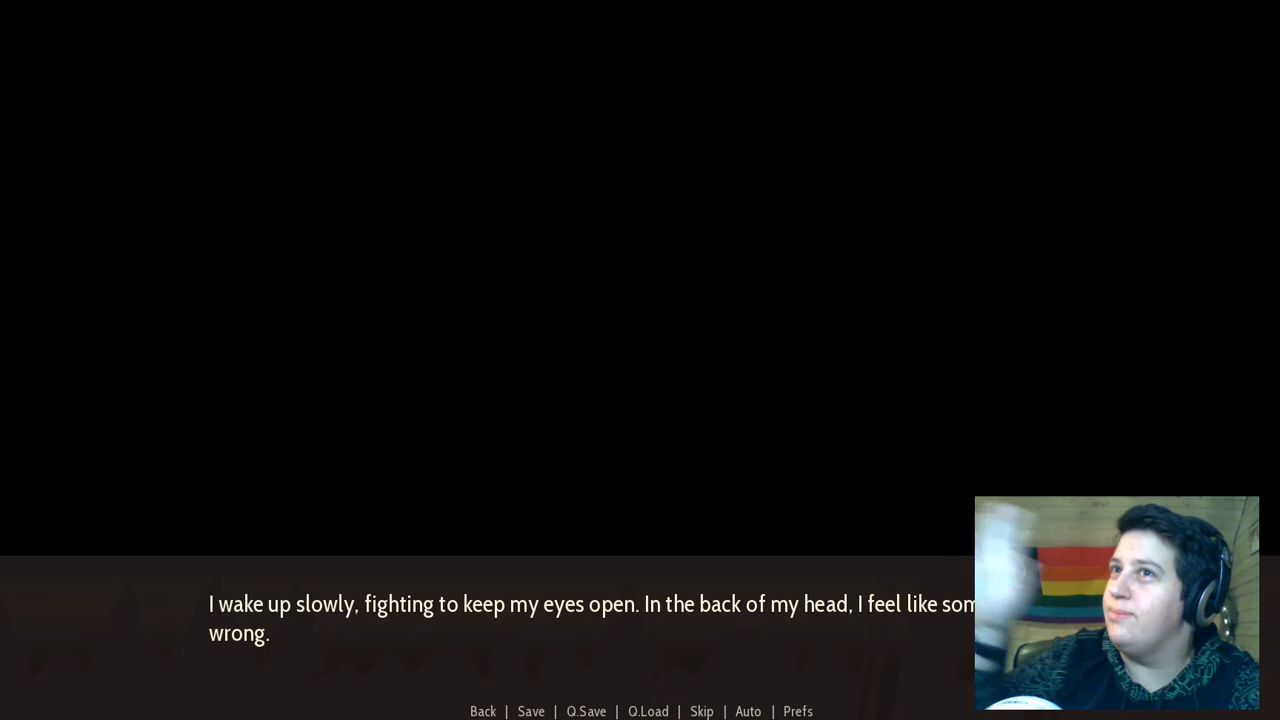 I wake up slowly, fighting to keep my eyes open. In the back of my head, I feel like
wrong.
Back | Save | Q.Save | Q.Load | Skip | Auto | Prefs